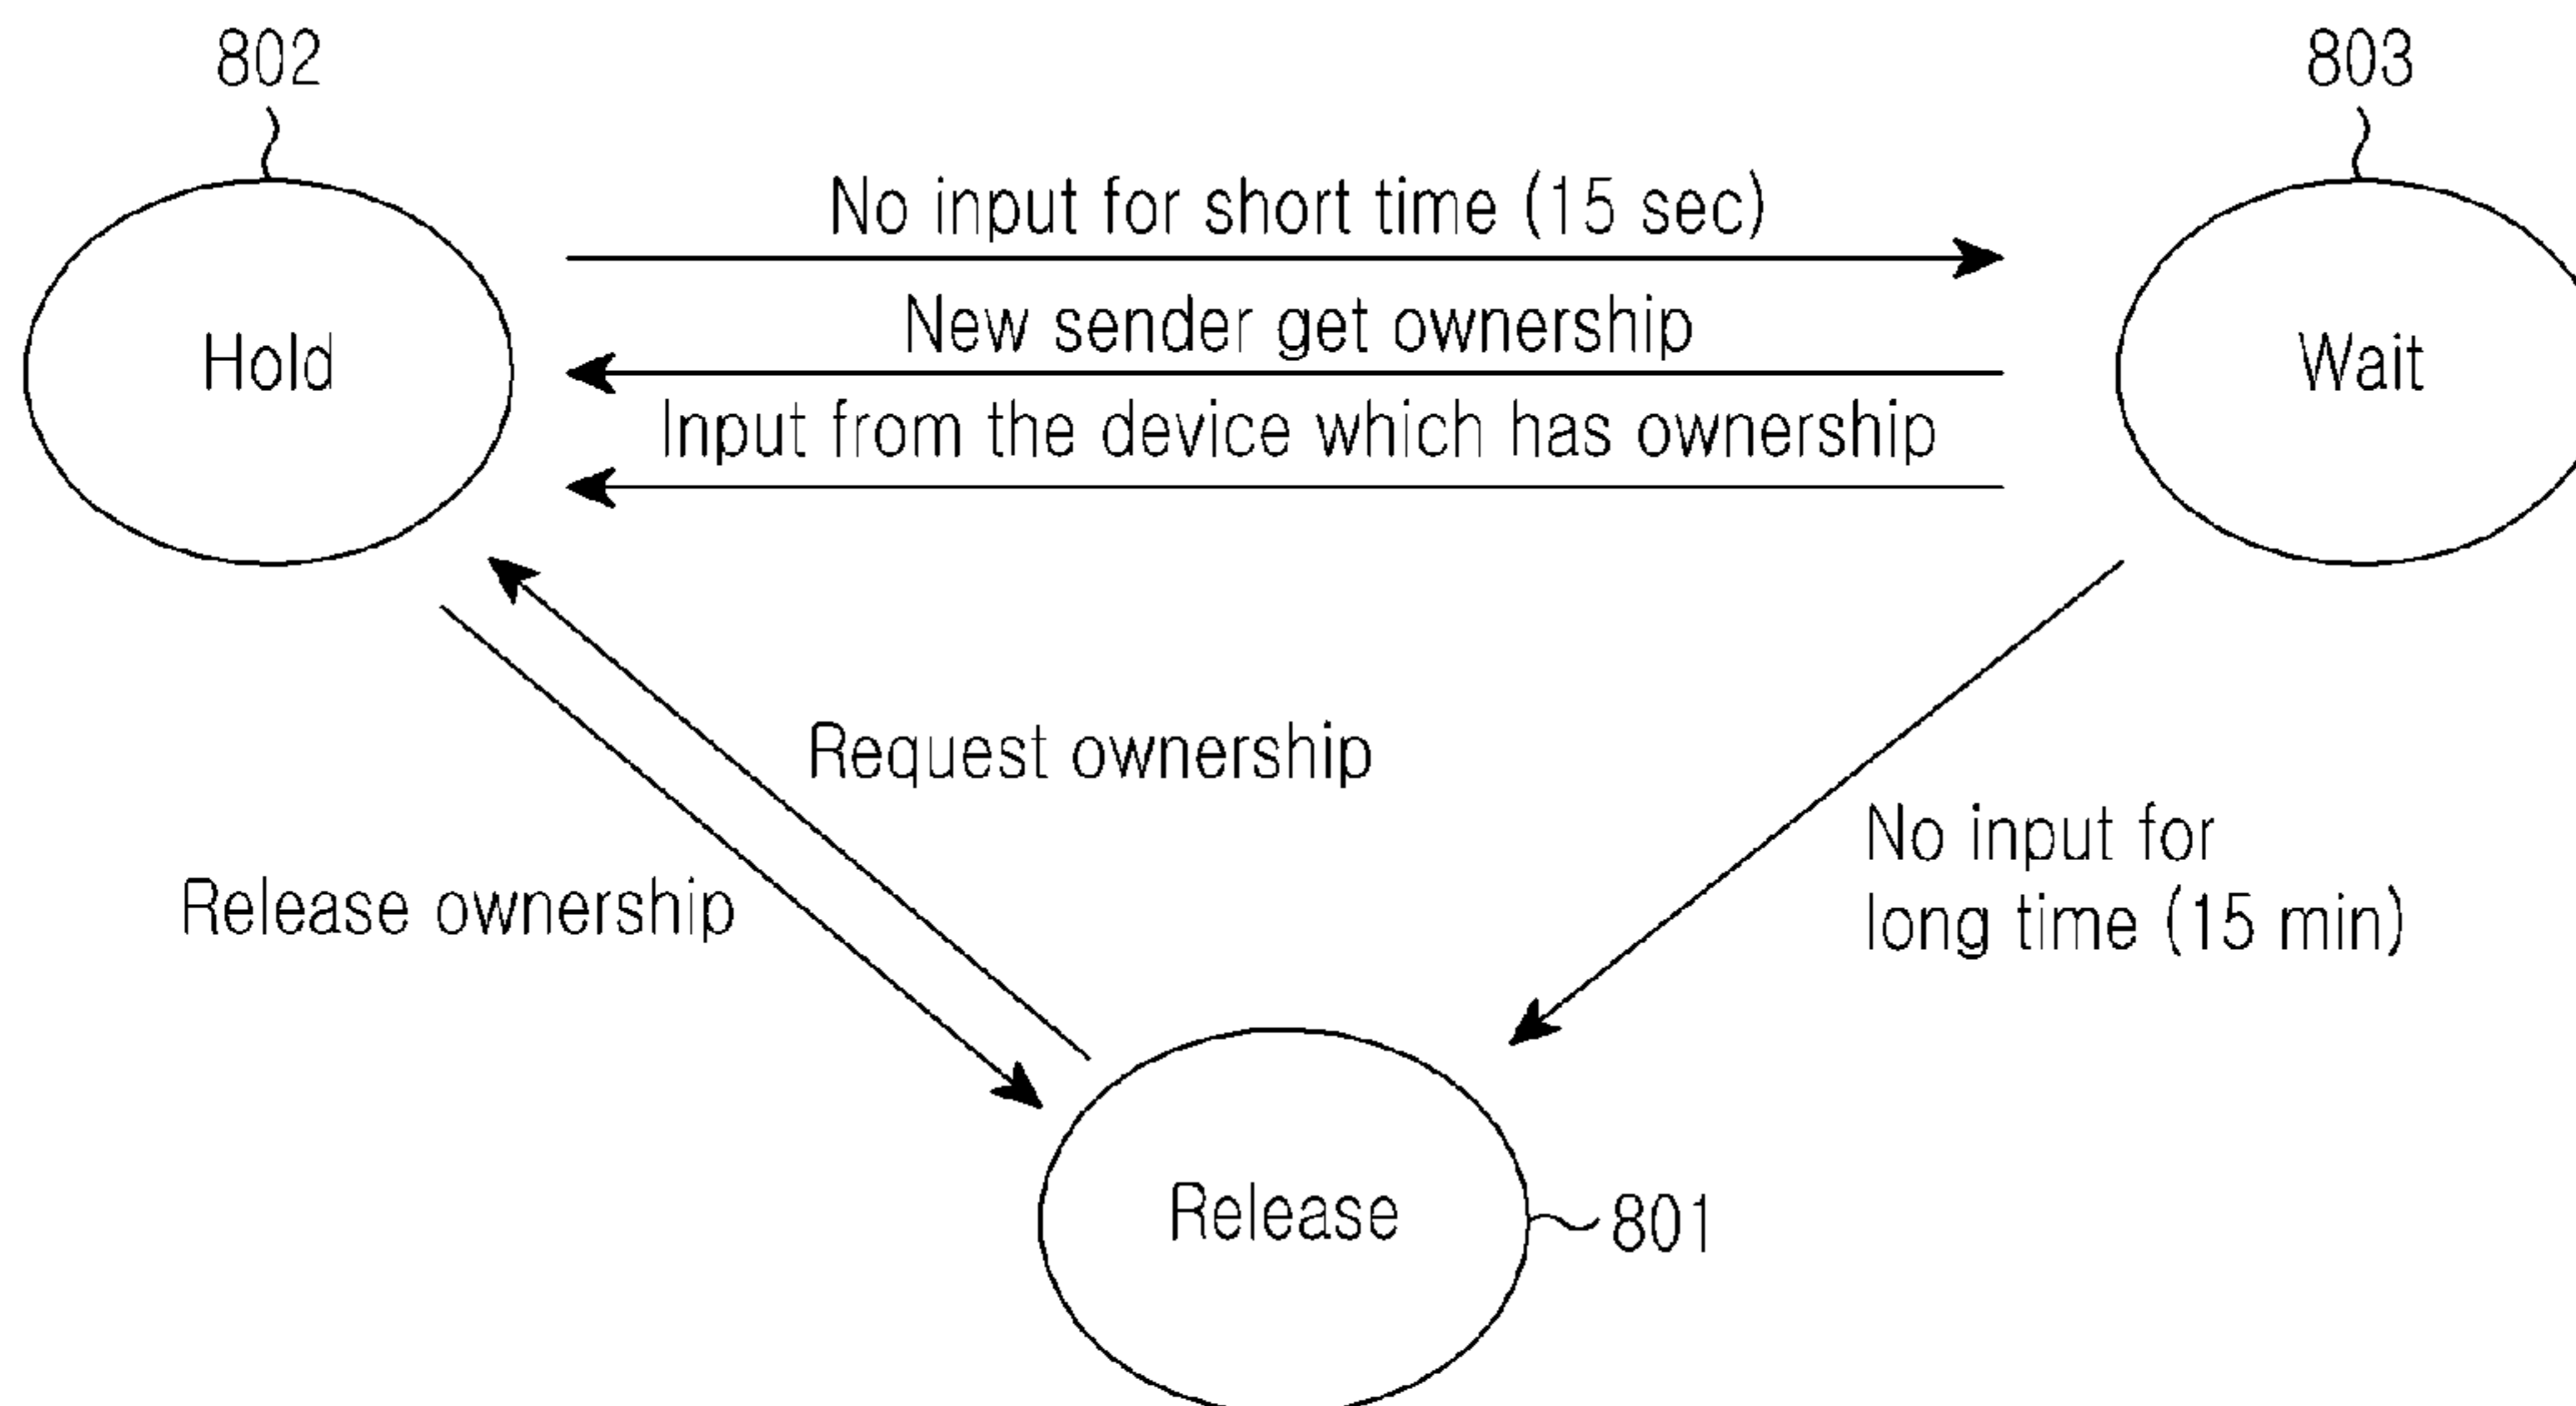 802
803
No input for short time (15 sec)
New sender get ownership
Hold
Wait
Input from the device which has ownership
Request ownership
No input for
long time (15 min)
Release ownership
Release
801